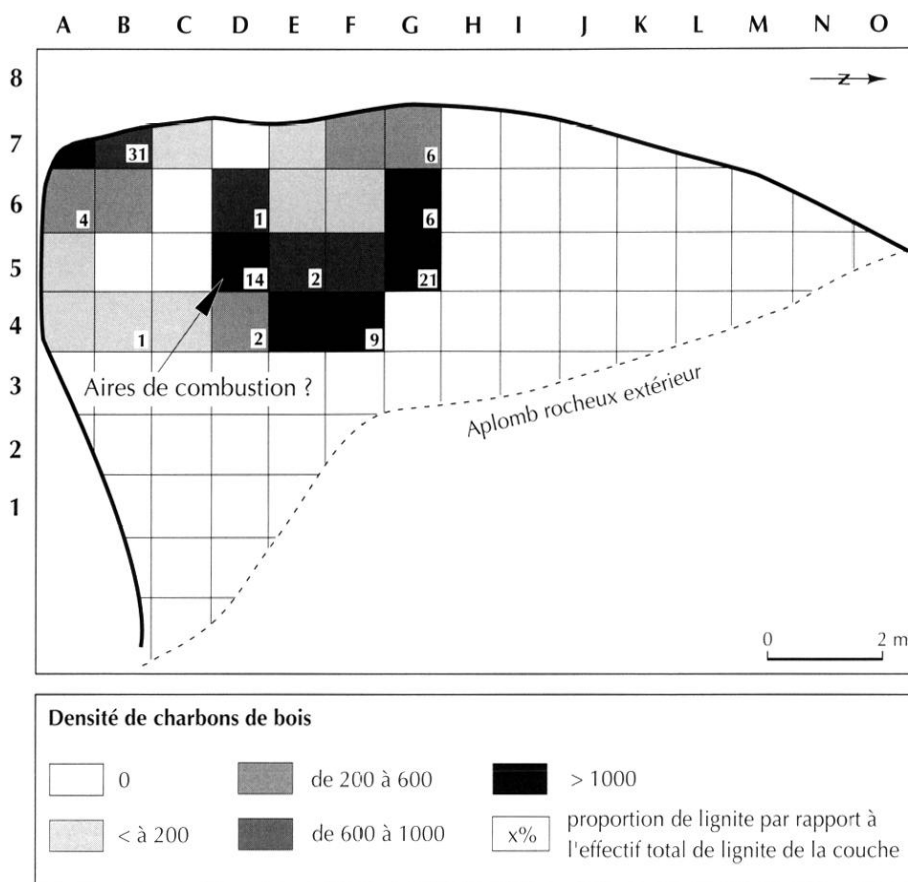 A B C D E F G H I J K L M N O
8
z
7
31
6
6
4
1
6
5
14
2
21
4
1
2
9
Aires de combustion ?
3
Aplomb rocheux extérieur
2
1
0 2 m
Densité de charbons de bois
0
de 200 à 600
> 1000
< à 200
de 600 à 1000
x%
proportion de lignite par rapport à
l'effectif total de lignite de la couche